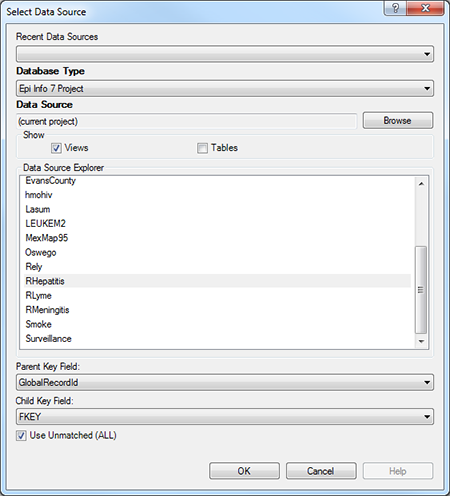 Select Data Source
Recent Data Sources
Database Type
Epi Info 7 Project
Data Source
(current project)
Browse
Show
Views
Tables
Data Source Explorer
EvansCounty
hmohiv
Lasum
LEUKEM2
MexMap95
Oswego
Rely
RHepatitis
RLyme
RMeningitis
Smoke
Surveillance
Parent Key Field:
GlobalRecordId
Child Key Field:
FKEY
Use Unmatched (ALL)
OK
Cancel
Help